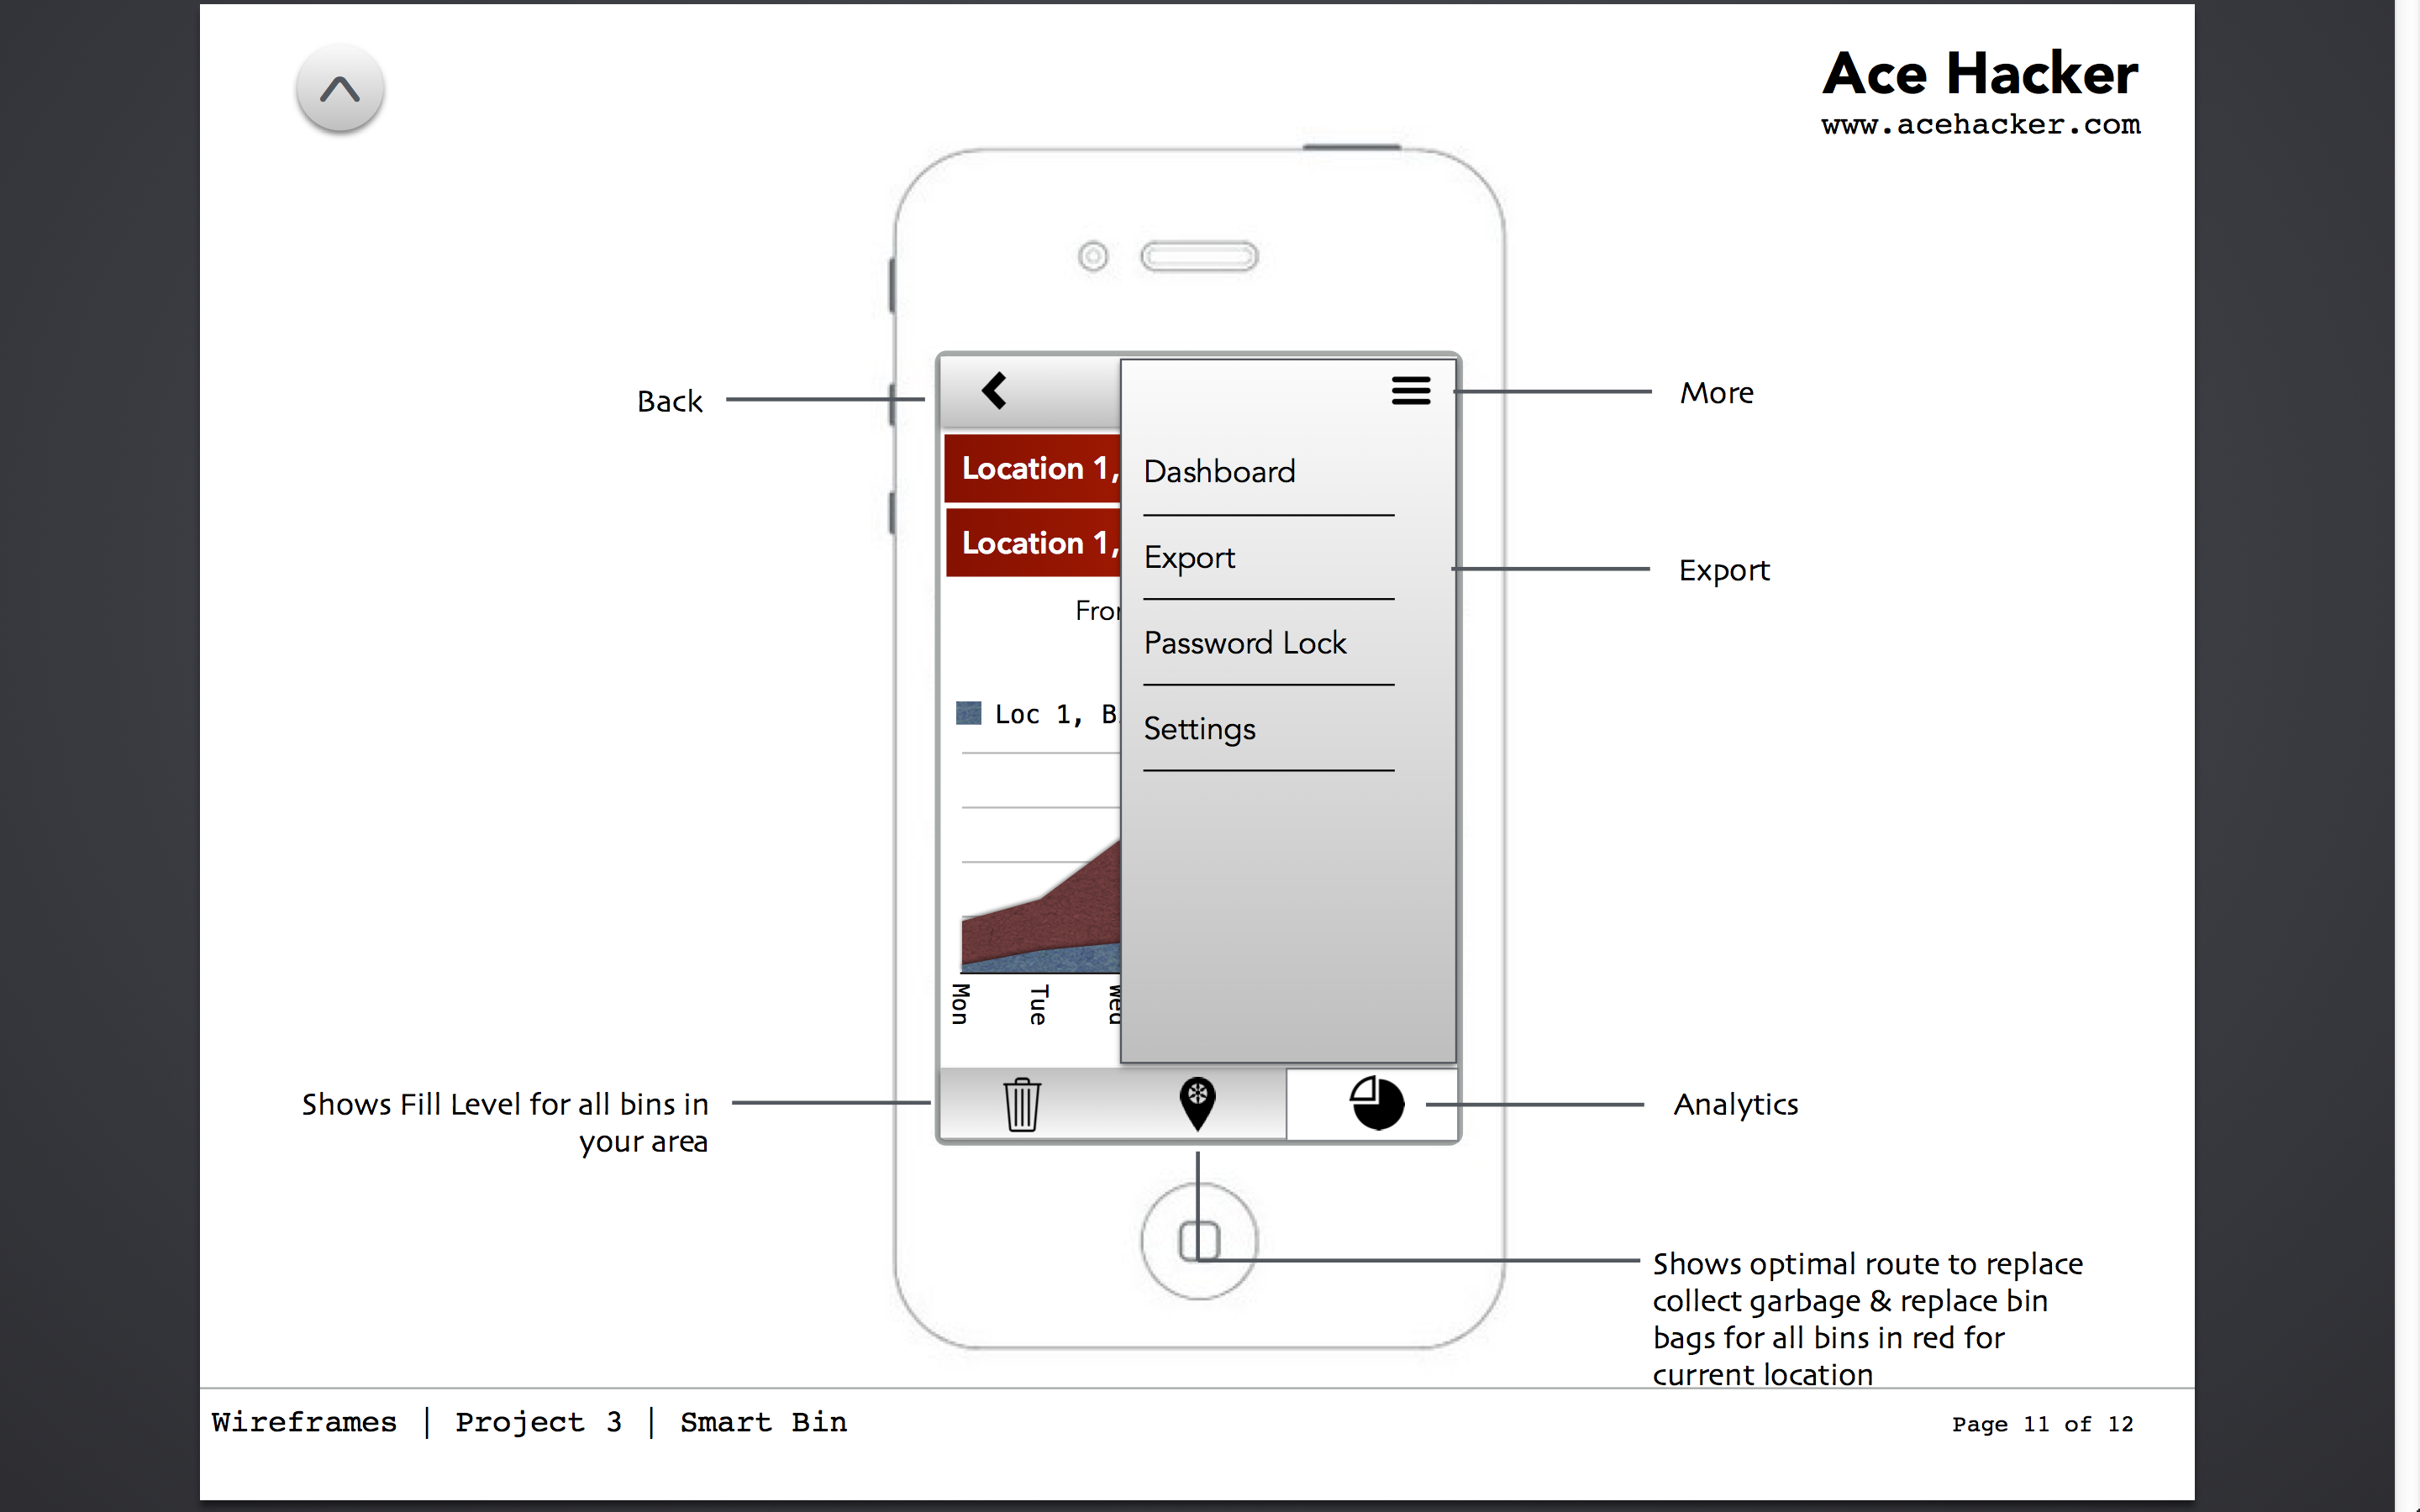 Ace Hacker
www.acehacker.com
Back
More
Location 1,
Dashboard
Location 1,
Export
Export
Password Lock
Loc 1,
Settings
Mon
Tue
Shows Fill Level for all bins in
your area
Analytics
Shows optimal route to replace
collect garbage & replace bin
bags for all bins in red for
current location
Wireframes | Project 3 | Smart Bin
Page 11 of 12